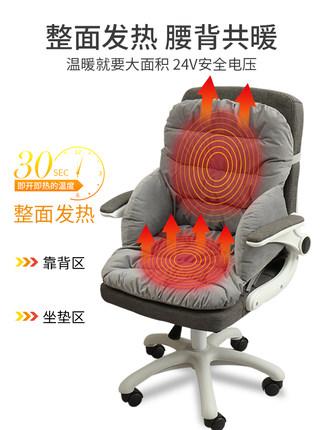 整面发热 腰背共暖
温暖就要大面积 24V安全电压
30 SEC
即开即热的温度
整面发热
靠背区
坐垫区